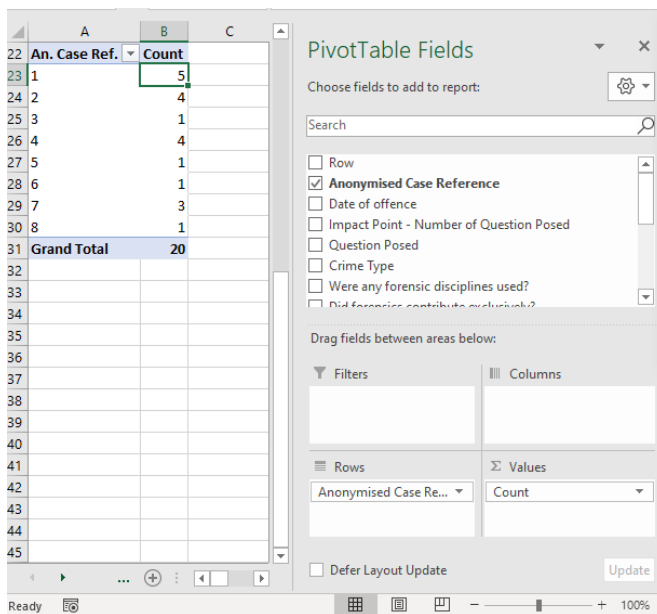 A B C
22 An. Case Ref. Count
23 1 5
24 2 4
25 3 1
26 4 4
27 5 1
28 6 1
29 7 3
30 8 1
31 Grand Total 20
32
33
34
35
36
37
38
39
40
41
42
43
44
45
...
Ready
PivotTable Fields
Choose fields to add to report:
Search
Row
Anonymised Case Reference
Date of offence
Impact Point - Number of Question Posed
Question Posed
Crime Type
Were any forensic disciplines used?
Did forensics contribute exclusively?
Drag fields between areas below:
Filters
Columns
Rows
Anonymised Case Re...
Σ Values
Count
Defer Layout Update
Update
- + 100%